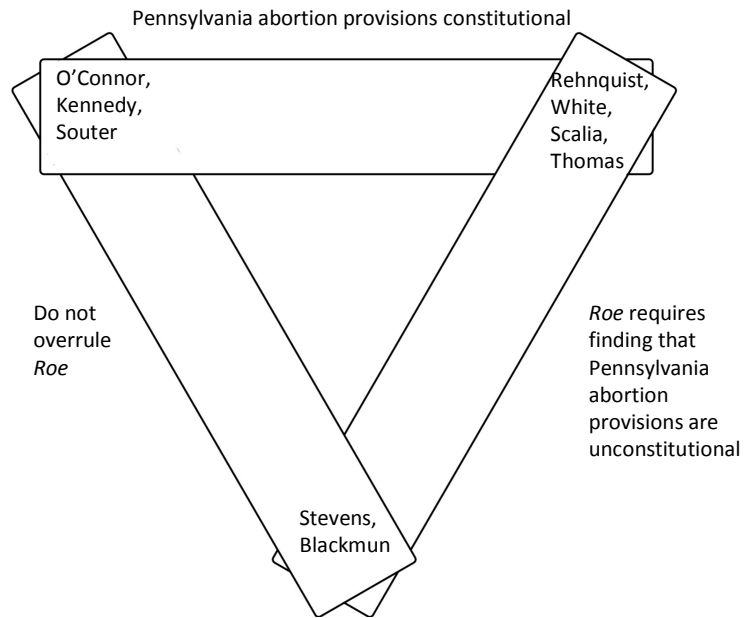 Pennsylvania abortion provisions constitutional
O’Connor,
Kennedy,
Souter
Rehnquist,
White,
Scalia,
Thomas
Do not
overrule
Roe
Roe requires
finding that
Pennsylvania
abortion
provisions are
unconstitutional
Stevens,
Blackmun